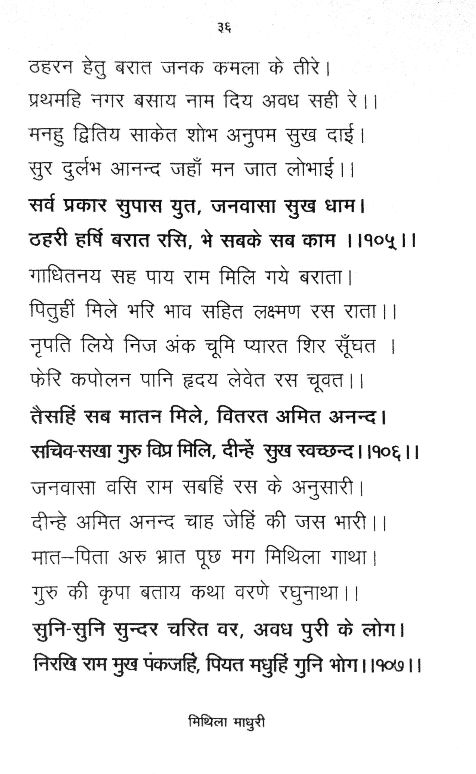 ३६
ठहरन हेतु बरात जनक कमला के तीरे।
प्रथमहि नगर बसाय नाम दिय अवध सही रे।।
मनहु द्वितिय साकेत शोभ अनुपम सुख दाई।
सुर दुर्लभ आनन्द जहाँ मन जात लोभाई।।
सर्व प्रकार सुपास युत, जनवासा सुख धाम।
ठहरी हर्षि बरात रसि, भे सबके सब काम ।।१०५।।
गाधितनय सह पाय राम मिलि गये बराता।
पितुहीं मिले भरि भाव सहित लक्ष्मण रस राता।।
नृपति लिये निज अंक चूमि प्यारत शिर सूँघत ।
फेरि कपोलन पानि हृदय लेवेत रस चूवत।।
तैसहिं सब मातन मिले, वितरत अमित अनन्द।
सचिव-सखा गुरु विप्र मिलि, दीन्हें सुख स्वच्छन्द।।१०६।।
जनवासा वसि राम सबहिं रस के अनुसारी।
दीन्हे अमित अनन्द चाह जेहिं की जस भारी।।
मात–पिता अरु भ्रात पूछ मग मिथिला गाथा।
गुरु की कृपा बताय कथा वरणे रघुनाथा।।
सुनि-सुनि सुन्दर चरित वर, अवध पुरी के लोग।
निरखि राम मुख पंकजहिं, पियत मधुहिं गुनि भोग।।१०७।।
मिथिला माधुरी